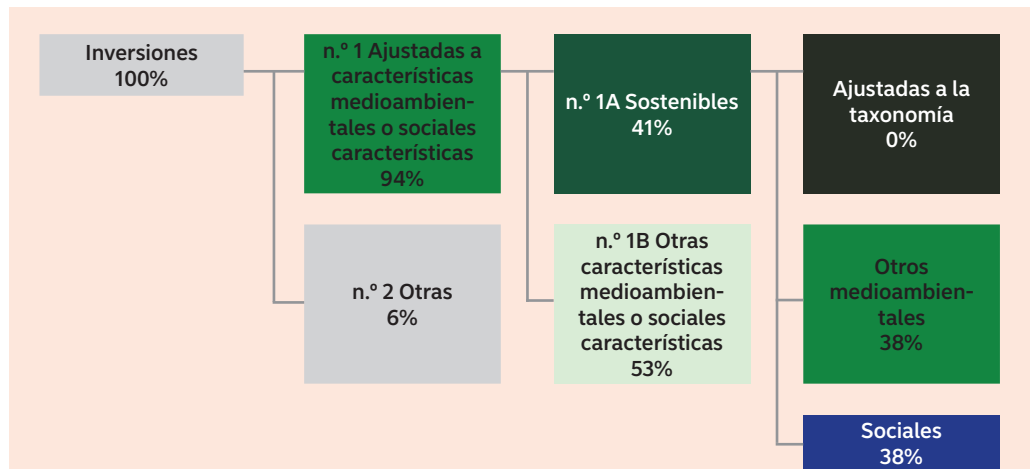 Inversiones
100%
n.º 1 Ajustadas a
características
medioambien-
tales o sociales
características
94%
n.º 2 Otras
6%
n.º 1A Sostenibles
41%
n.º 1B Otras
características
medioambien-
tales o sociales
características
53%
Ajustadas a la
taxonomía
0%
Otros
medioambien-
tales
38%
Sociales
38%